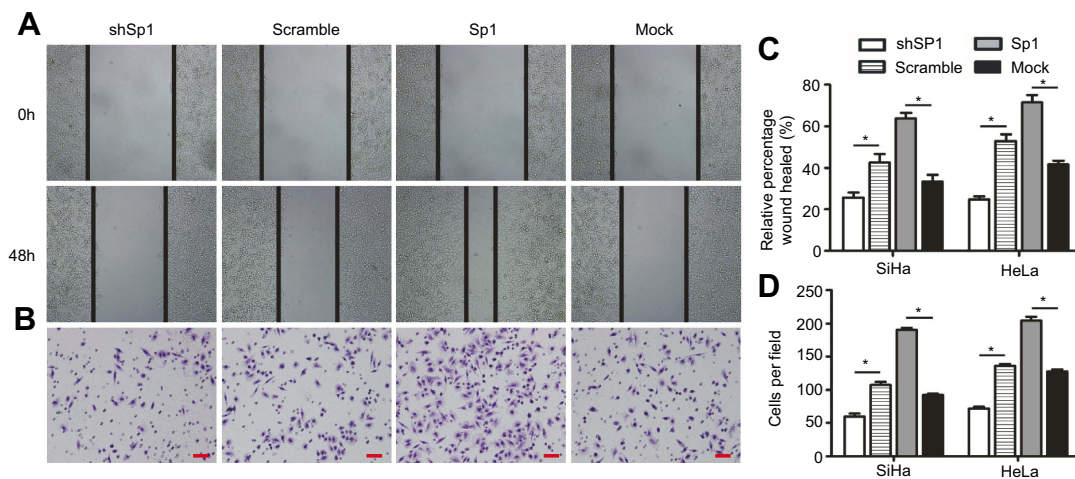 A
shSp1 Scramble Sp1 Mock
0h
48h
B
C
shSP1 Sp1
Scramble Mock
Relative percentage
wound healed (%)
80
60
40
20
0
* * * *
SiHa HeLa
D
Cells per field
250
200
150
100
50
0
* * * *
SiHa HeLa